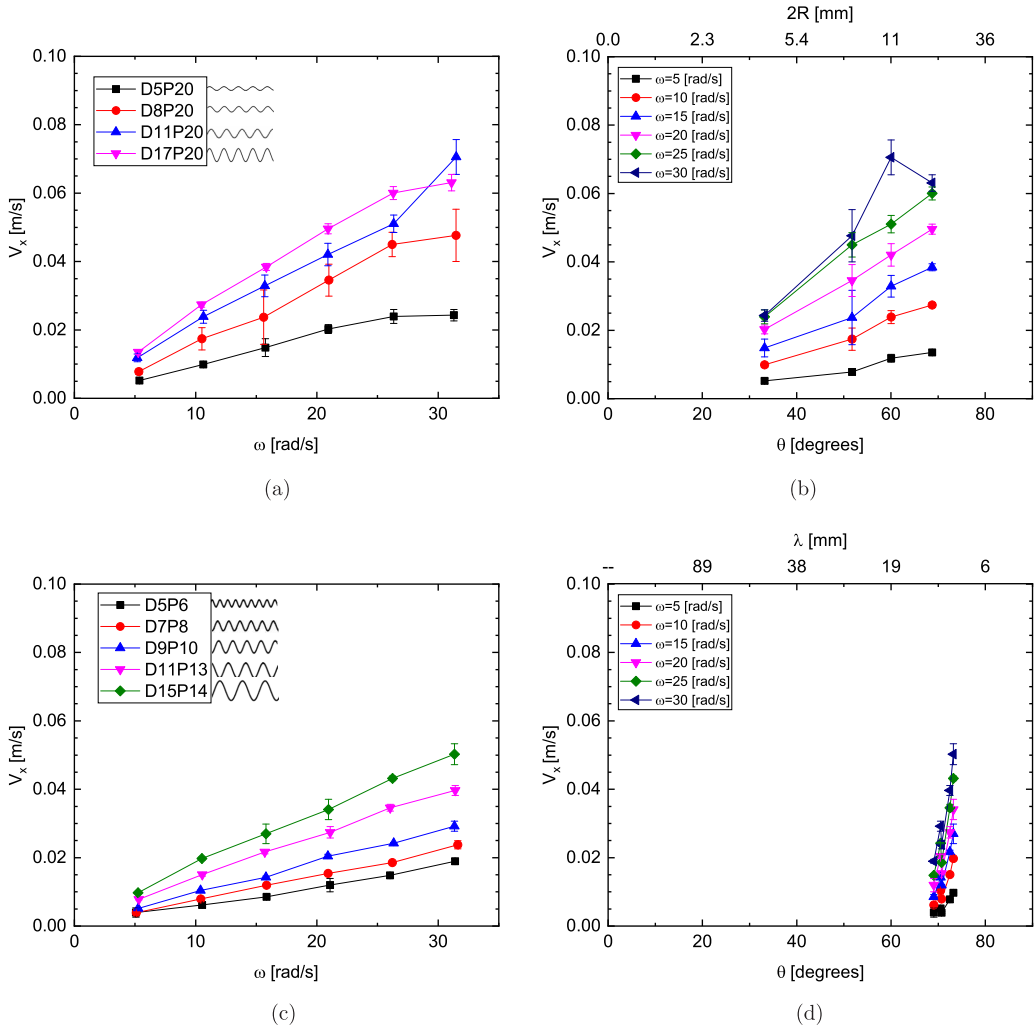 2R [mm]
0.0 2.3 5.4 11 36
0.10
0.08
0.06
0.04
0.02
0.00
V_x [m/s]
D5P20
D8P20
D11P20
D17P20
0 10 20 30
ω [rad/s]
(a)
0.10
0.08
0.06
0.04
0.02
0.00
V_x [m/s]
ω=5 [rad/s]
ω=10 [rad/s]
ω=15 [rad/s]
ω=20 [rad/s]
ω=25 [rad/s]
ω=30 [rad/s]
0 20 40 60 80
θ [degrees]
(b)
0.10
0.08
0.06
0.04
0.02
0.00
V_x [m/s]
D5P6
D7P8
D9P10
D11P13
D15P14
0 10 20 30
ω [rad/s]
(c)
λ [mm]
-- 89 38 19 6
0.10
0.08
0.06
0.04
0.02
0.00
V_x [m/s]
ω=5 [rad/s]
ω=10 [rad/s]
ω=15 [rad/s]
ω=20 [rad/s]
ω=25 [rad/s]
ω=30 [rad/s]
0 20 40 60 80
θ [degrees]
(d)